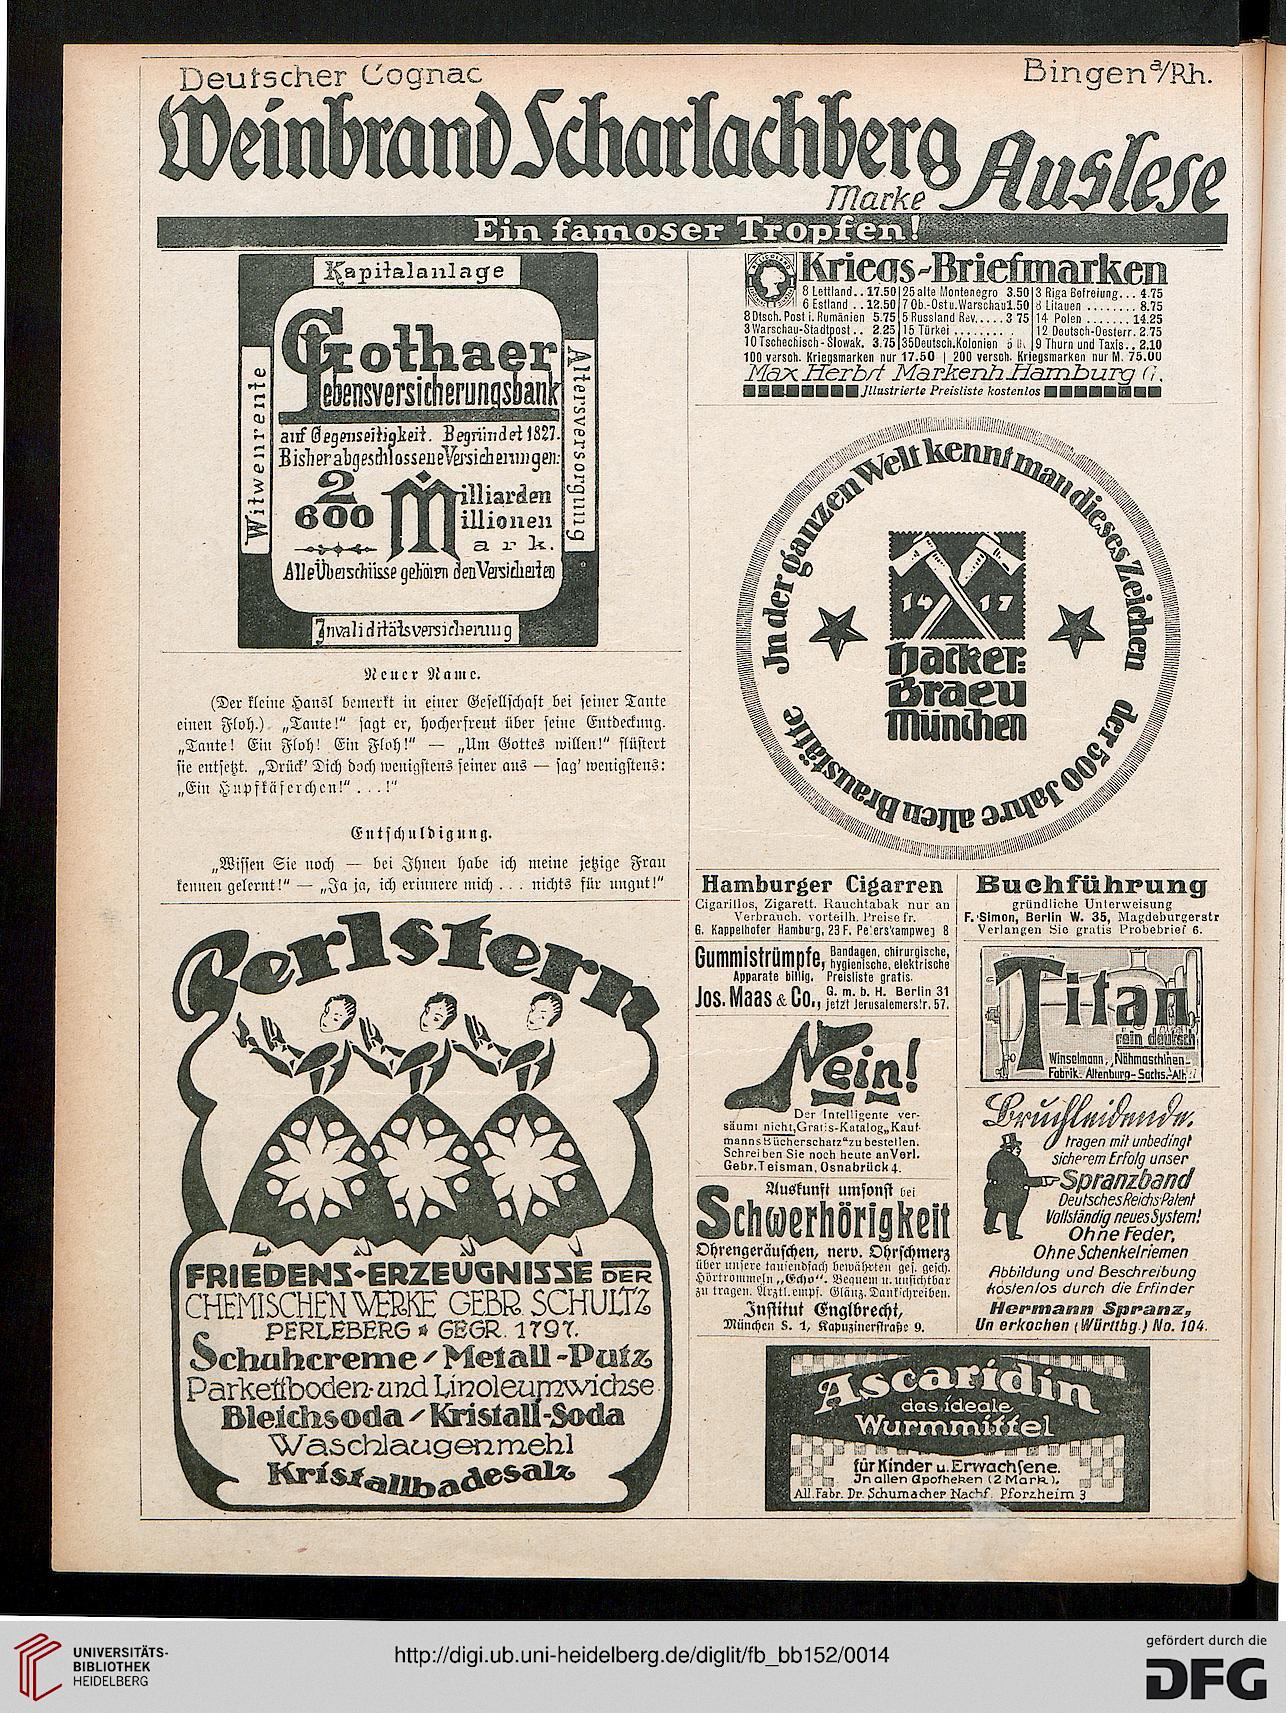 Deutscher Cognac
Bingen a/Rh.
Weinbrand Scharlachberg
Marke Auslese
Ein famoser Tropfen!
Kapitalanlage
Witwenrente
Altersversorgung
Gothaer
Lebensversicherungsbank
auf Gegenseitigkeit. Begründet 1827.
Bisher abgeschlossene Versicherungen:
2 Milliarden
600 Millionen
Mark.
Alle Überschüsse gehören den Versicherten
Invaliditätsversicherung
Neuer Name.
(Der kleine Hansl bemerkt in einer Gesellschaft bei seiner Tante
einen Floh.) „Tante!" sagt er, hocherfreut über seine Entdeckung.
„Tante! Ein Floh! Ein Floh!" — „Um Gottes willen!" flüstert
sie entsetzt. „Drück' Dich doch wenigstens feiner aus — sag' wenigstens:
„Ein Hupfkäferchen!" . . .!"
Entschuldigung.
„Wissen Sie noch — bei Ihnen habe ich meine jetzige Frau
kennen gelernt!" — „Ja ja, ich erinnere mich . . . nichts für ungut!"
Perlstern
FRIEDENS-ERZEUGNISSE DER
CHEMISCHEN WERKE GEBR. SCHULTZ
PERLEBERG * GEGR. 1797.
Schuhcreme / Metall-Putz
Parkettboden- und Linoleumwichse
Bleichsoda / Kristall-Soda
Waschlaugenmehl
Kristallbadesalz
Kriegs-Briefmarken
8 Lettland.. 17.50 | 25 alte Montenegro 3.50 | 3 Riga Befreiung... 4.75
6 Estland .. 12.50 | 7 Ob.-Ost u. Warschau 1.50 | 8 Litauen ........ 8.75
8 Dtsch. Post i. Rumänien 5.75 | 5 Russland Rev..... 3 75 | 14 Polen ....... 14.25
3 Warschau-Stadtpost.. 2.25 | 15 Türkei ......... | 12 Deutsch-Oesterr. 2.75
10 Tschechisch-Slowak. 3.75 | 35 Deutsch. Kolonien | 9 Thurn und Taxis.. 2.10
100 versch. Kriegsmarken nur 17.50 | 200 versch. Kriegsmarken nur M. 75.00
Max Herbst Markenh. Hamburg
Jllustrierte Preisliste kostenlos
Jn der ganzen Welt kennt man dieses Zeichen
der 500 Jahre alten Braustätte
14 17
Hacker-
Braeu
München
Hamburger Cigarren
Cigarillos, Zigarett. Rauchtabak nur an
Verbrauch. vorteilh. Preise fr.
G. Kappelhofer Hamburg, 23 F. Peterskampweg 8
Gummistrümpfe, Bandagen, chirurgische,
hygienische, elektrische
Apparate billig. Preisliste gratis.
Jos. Maas & Co., G. m. b. H. Berlin 31
jetzt Jerusalemerstr. 57.
Nein!
Der Intelligente ver-
säumt nicht, Gratis-Katalog „Kauf-
manns Bücherschatz" zu bestellen.
Schreiben Sie noch heute an Verl.
Gebr. Teisman, Osnabrück 4.
Auskunft umsonst bei
Schwerhörigkeit
Ohrengeräuschen, nerv. Ohrschmerz
über unsere tausendfach bewährten ges. gesch.
Hörtrommeln „Echo". Bequem u. unsichtbar
zu tragen. Ärztl. empf. Glänz. Dankschreiben.
Institut Englbrecht,
München S. 1, Kapuzinerstraße 9.
Buchführung
gründliche Unterweisung
F. Simon, Berlin W. 35, Magdeburgerstr
Verlangen Sie gratis Probebrief 6.
Titan
rein deutsch
Winselmann, Nähmaschinen-
Fabrik. Altenburg-Sachs.-Alt.
Bruchleidende.
tragen mit unbedingt
sicherem Erfolg unser
Spranzband
Deutsches Reichs-Patent
Vollständig neues System!
Ohne Feder,
Ohne Schenkelriemen
Abbildung und Beschreibung
kostenlos durch die Erfinder
Hermann Spranz,
Unterkochen (Württbg.) No. 104.
Ascaridin
das ideale
Wurmmittel
für Kinder u. Erwachsene.
Jn allen Apotheken (2 Mark).
All. Fabr. Dr. Schumacher Nachf. Pforzheim 3
UNIVERSITÄTS-
BIBLIOTHEK
HEIDELBERG
http://digi.ub.uni-heidelberg.de/diglit/fb_bb152/0014
gefördert durch die
DFG